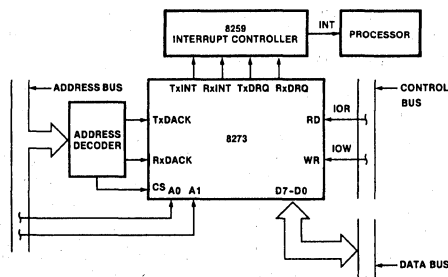 8259
INTERRUPT CONTROLLER
INT
PROCESSOR
TxINT RxINT TxDRQ RxDRQ
ADDRESS BUS
CONTROL
BUS
ADDRESS
DECODER
TxDACK
RxDACK
CS
A0 A1
8273
RD
WR
D7-D0
IOR
IOW
DATA BUS